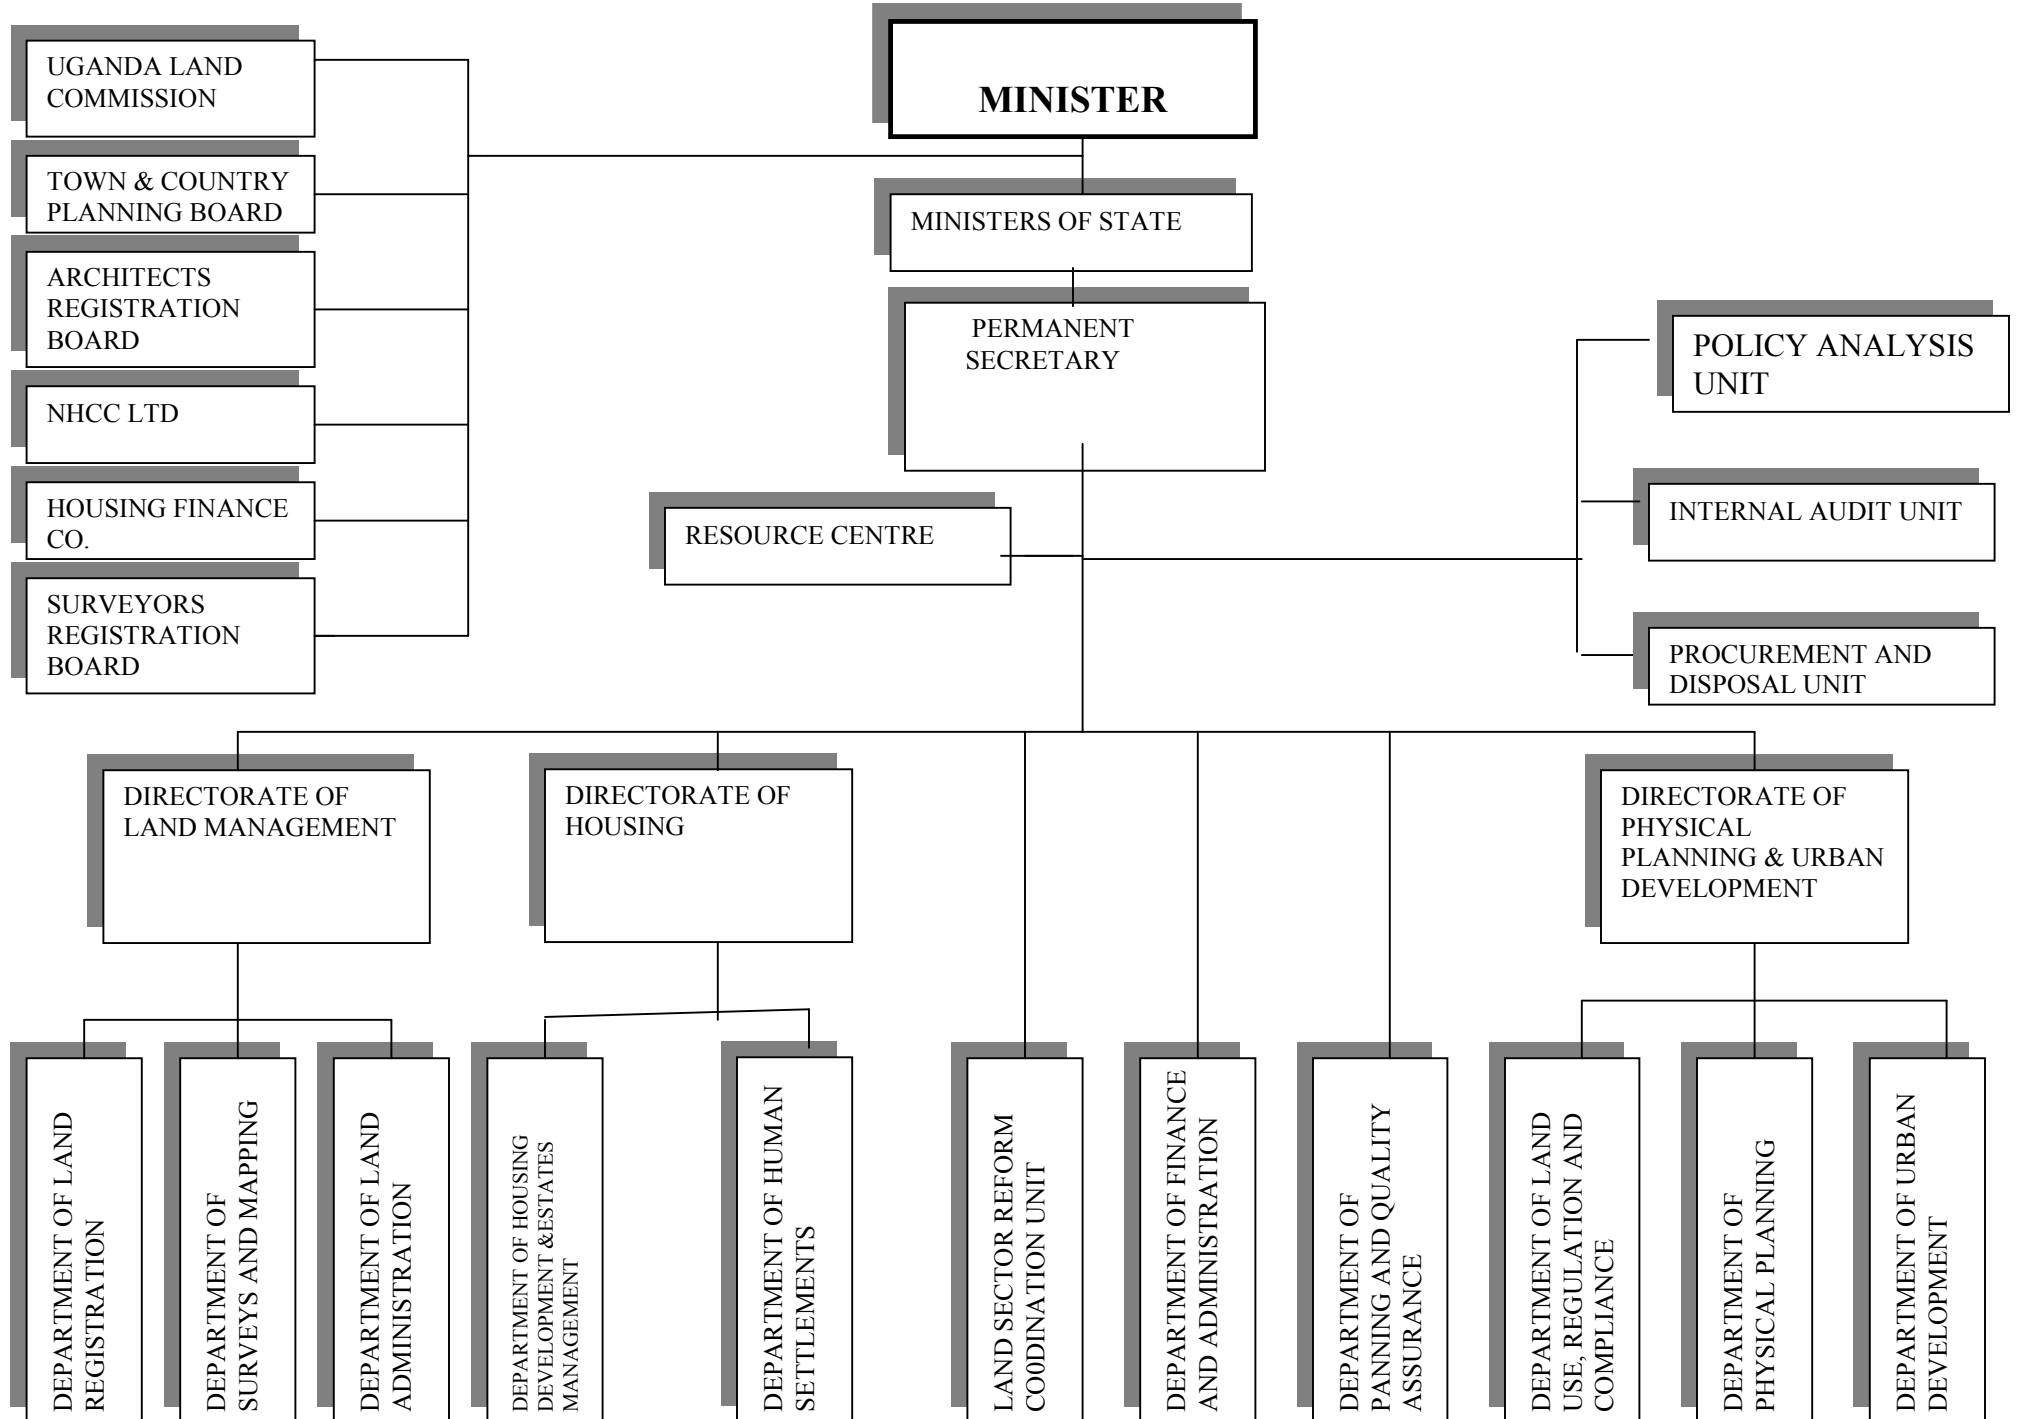 MINISTER
UGANDA LAND
COMMISSION
TOWN & COUNTRY
PLANNING BOARD
ARCHITECTS
REGISTRATION
BOARD
NHCC LTD
HOUSING FINANCE
CO.
SURVEYORS
REGISTRATION
BOARD
MINISTERS OF STATE
PERMANENT
SECRETARY
RESOURCE CENTRE
POLICY ANALYSIS
UNIT
INTERNAL AUDIT UNIT
PROCUREMENT AND
DISPOSAL UNIT
DIRECTORATE OF
LAND MANAGEMENT
DIRECTORATE OF
HOUSING
DIRECTORATE OF
PHYSICAL
PLANNING & URBAN
DEVELOPMENT
DEPARTMENT OF LAND
REGISTRATION
DEPARTMENT OF
SURVEYS AND MAPPING
DEPARTMENT OF LAND
ADMINISTRATION
DEPARTMENT OF HOUSING
DEVELOPMENT &ESTATES
MANAGEMENT
DEPARTMENT OF HUMAN
SETTLEMENTS
LAND SECTOR REFORM
CO0DINATION UNIT
DEPARTMENT OF FINANCE
AND ADMINISTRATION
DEPARTMENT OF
PANNING AND QUALITY
ASSURANCE
DEPARTMENT OF LAND
USE, REGULATION AND
COMPLIANCE
DEPARTMENT OF
PHYSICAL PLANNING
DEPARTMENT OF URBAN
DEVELOPMENT